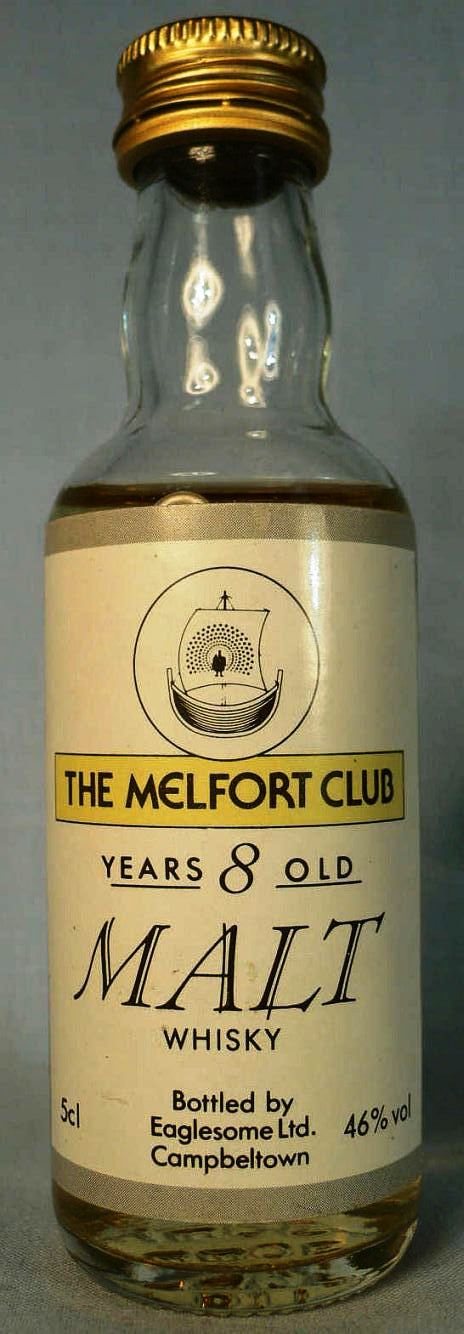 THE MELFORT CLUB
YEARS 8 OLD
MALT
WHISKY
5cl
Bottled by
Eaglesome Ltd.
Campbeltown
46% vol